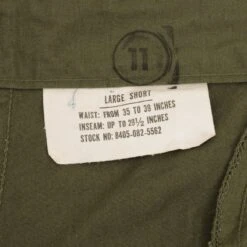 11
LARGE SHORT
WAIST: FROM 35 TO 39 INCHES
INSEAM: UP TO 29½ INCHES
STOCK NO: 8405-082-5562